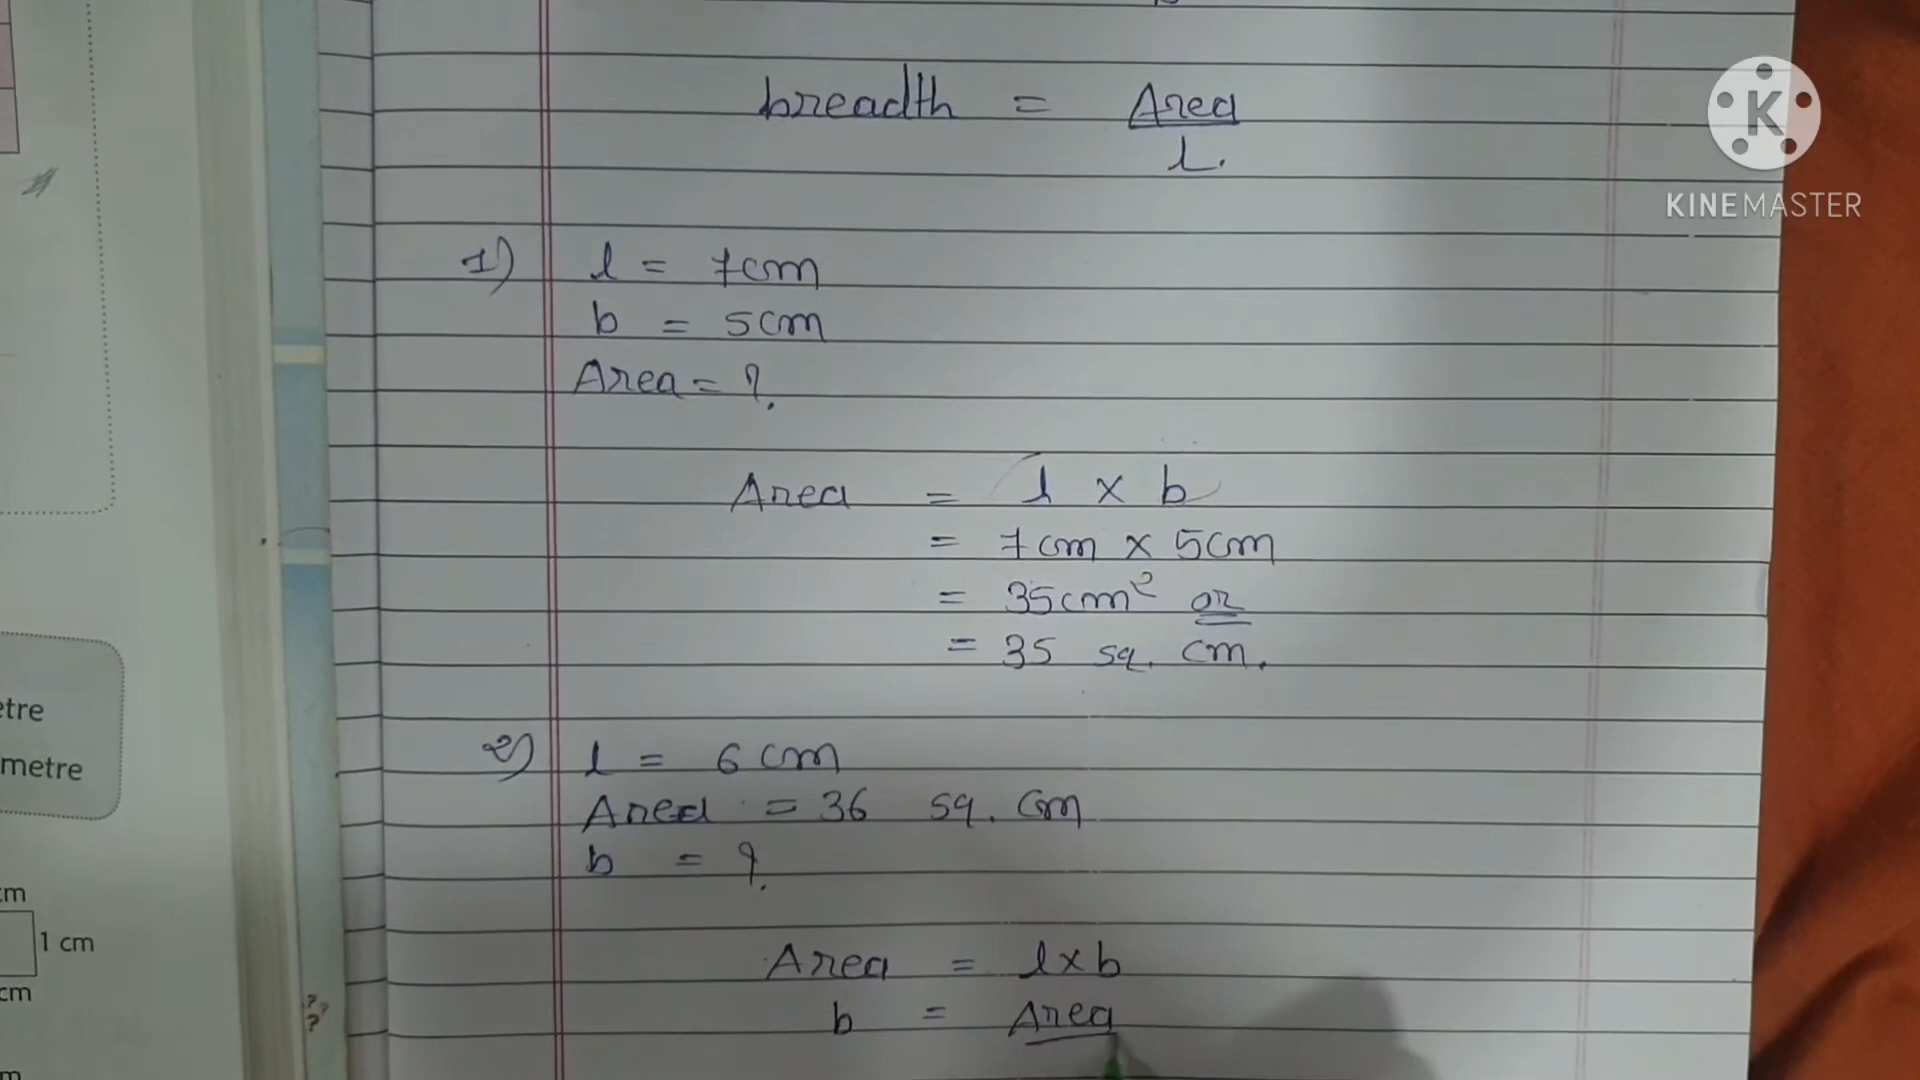 breadth = Area
l.
K
KINEMASTER
1) l = 7cm
b = 5cm
Area = ?
Area = l × b
= 7cm × 5cm
= 35cm² or
= 35 sq. cm.
2) l = 6 cm
Area = 36 sq. cm
b = ?
Area = l×b
b = Area
metre
cm
1 cm
cm
??
?